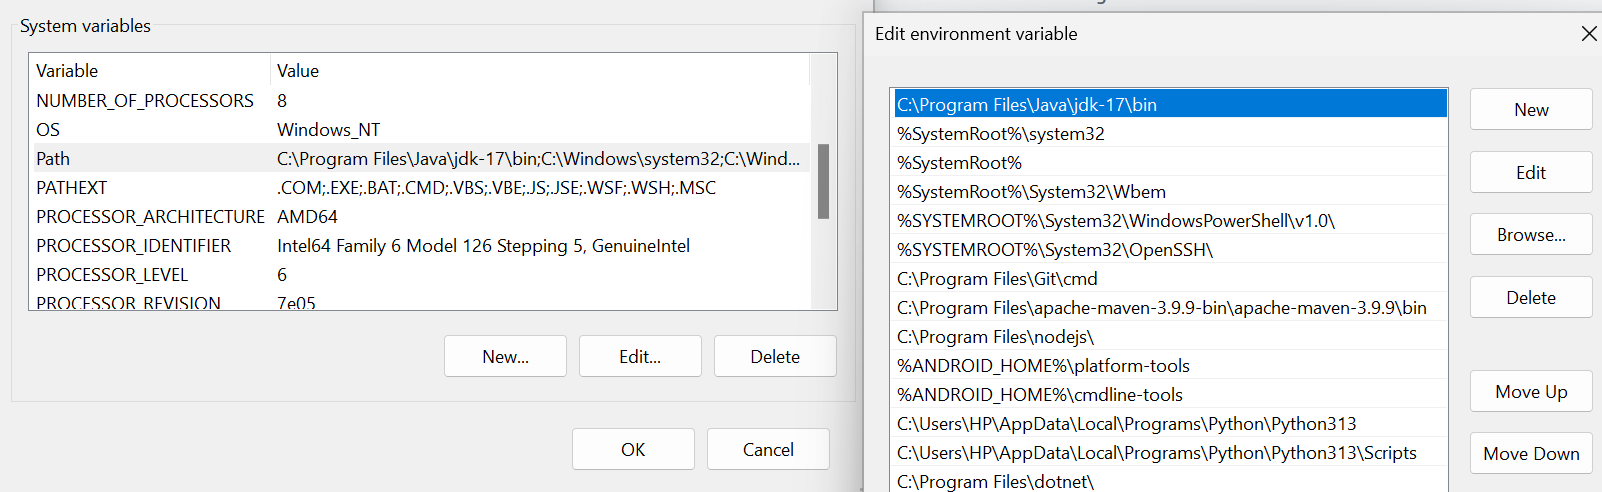 System variables
Variable Value
NUMBER_OF_PROCESSORS 8
OS Windows_NT
Path C:\Program Files\Java\jdk-17\bin;C:\Windows\system32;C:\Wind...
PATHEXT .COM;.EXE;.BAT;.CMD;.VBS;.VBE;.JS;.JSE;.WSF;.WSH;.MSC
PROCESSOR_ARCHITECTURE AMD64
PROCESSOR_IDENTIFIER Intel64 Family 6 Model 126 Stepping 5, GenuineIntel
PROCESSOR_LEVEL 6
PROCESSOR_REVISION 7e05
New... Edit... Delete
OK Cancel
Edit environment variable
C:\Program Files\Java\jdk-17\bin
%SystemRoot%\system32
%SystemRoot%
%SystemRoot%\System32\Wbem
%SYSTEMROOT%\System32\WindowsPowerShell\v1.0\
%SYSTEMROOT%\System32\OpenSSH\
C:\Program Files\Git\cmd
C:\Program Files\apache-maven-3.9.9-bin\apache-maven-3.9.9\bin
C:\Program Files\nodejs\
%ANDROID_HOME%\platform-tools
%ANDROID_HOME%\cmdline-tools
C:\Users\HP\AppData\Local\Programs\Python\Python313
C:\Users\HP\AppData\Local\Programs\Python\Python313\Scripts
C:\Program Files\dotnet\
New
Edit
Browse...
Delete
Move Up
Move Down